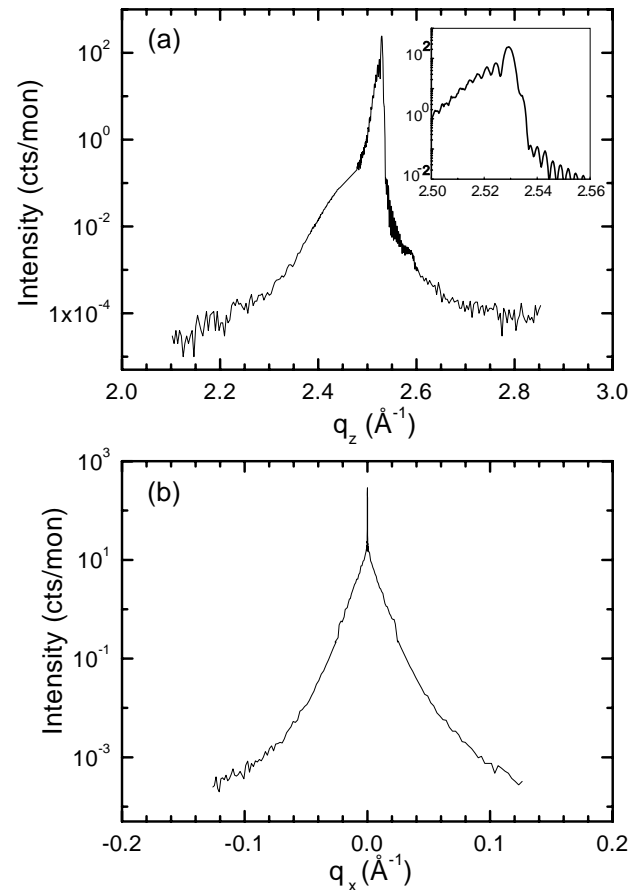 (a)
Intensity (cts/mon)
10²
10⁰
10⁻²
1x10⁻⁴
2.0 2.2 2.4 2.6 2.8 3.0
q_z (Å⁻¹)
10²
10⁰
10⁻²
2.50 2.52 2.54 2.56
(b)
Intensity (cts/mon)
10³
10¹
10⁻¹
10⁻³
-0.2 -0.1 0.0 0.1 0.2
q_x (Å⁻¹)